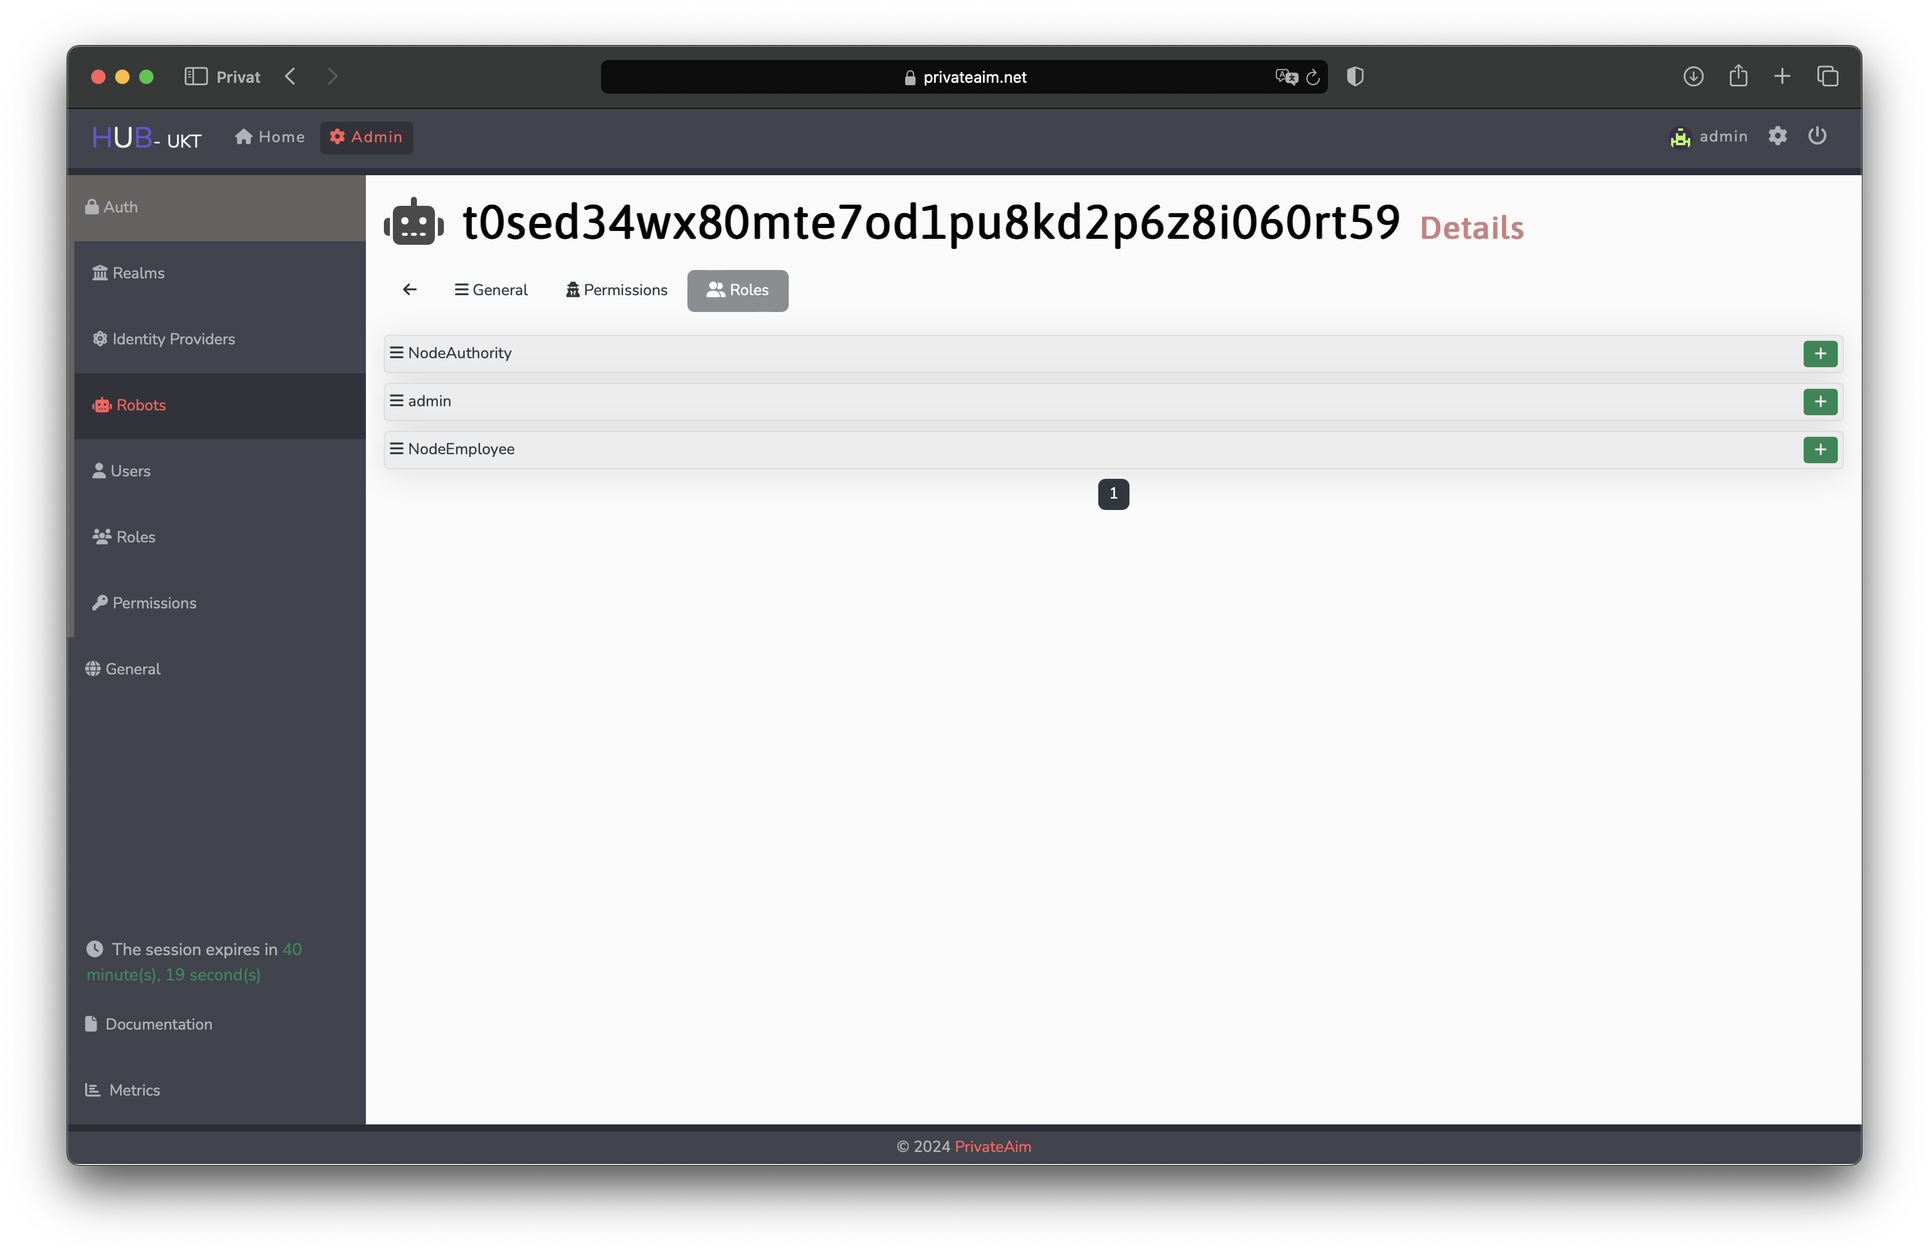 Privat
privateaim.net
HUB- UKT
Home
Admin
admin
Auth
Realms
Identity Providers
Robots
Users
Roles
Permissions
General
The session expires in 40
minute(s), 19 second(s)
Documentation
Metrics
t0sed34wx80mte7od1pu8kd2p6z8i060rt59 Details
General
Permissions
Roles
NodeAuthority
admin
NodeEmployee
1
© 2024 PrivateAim